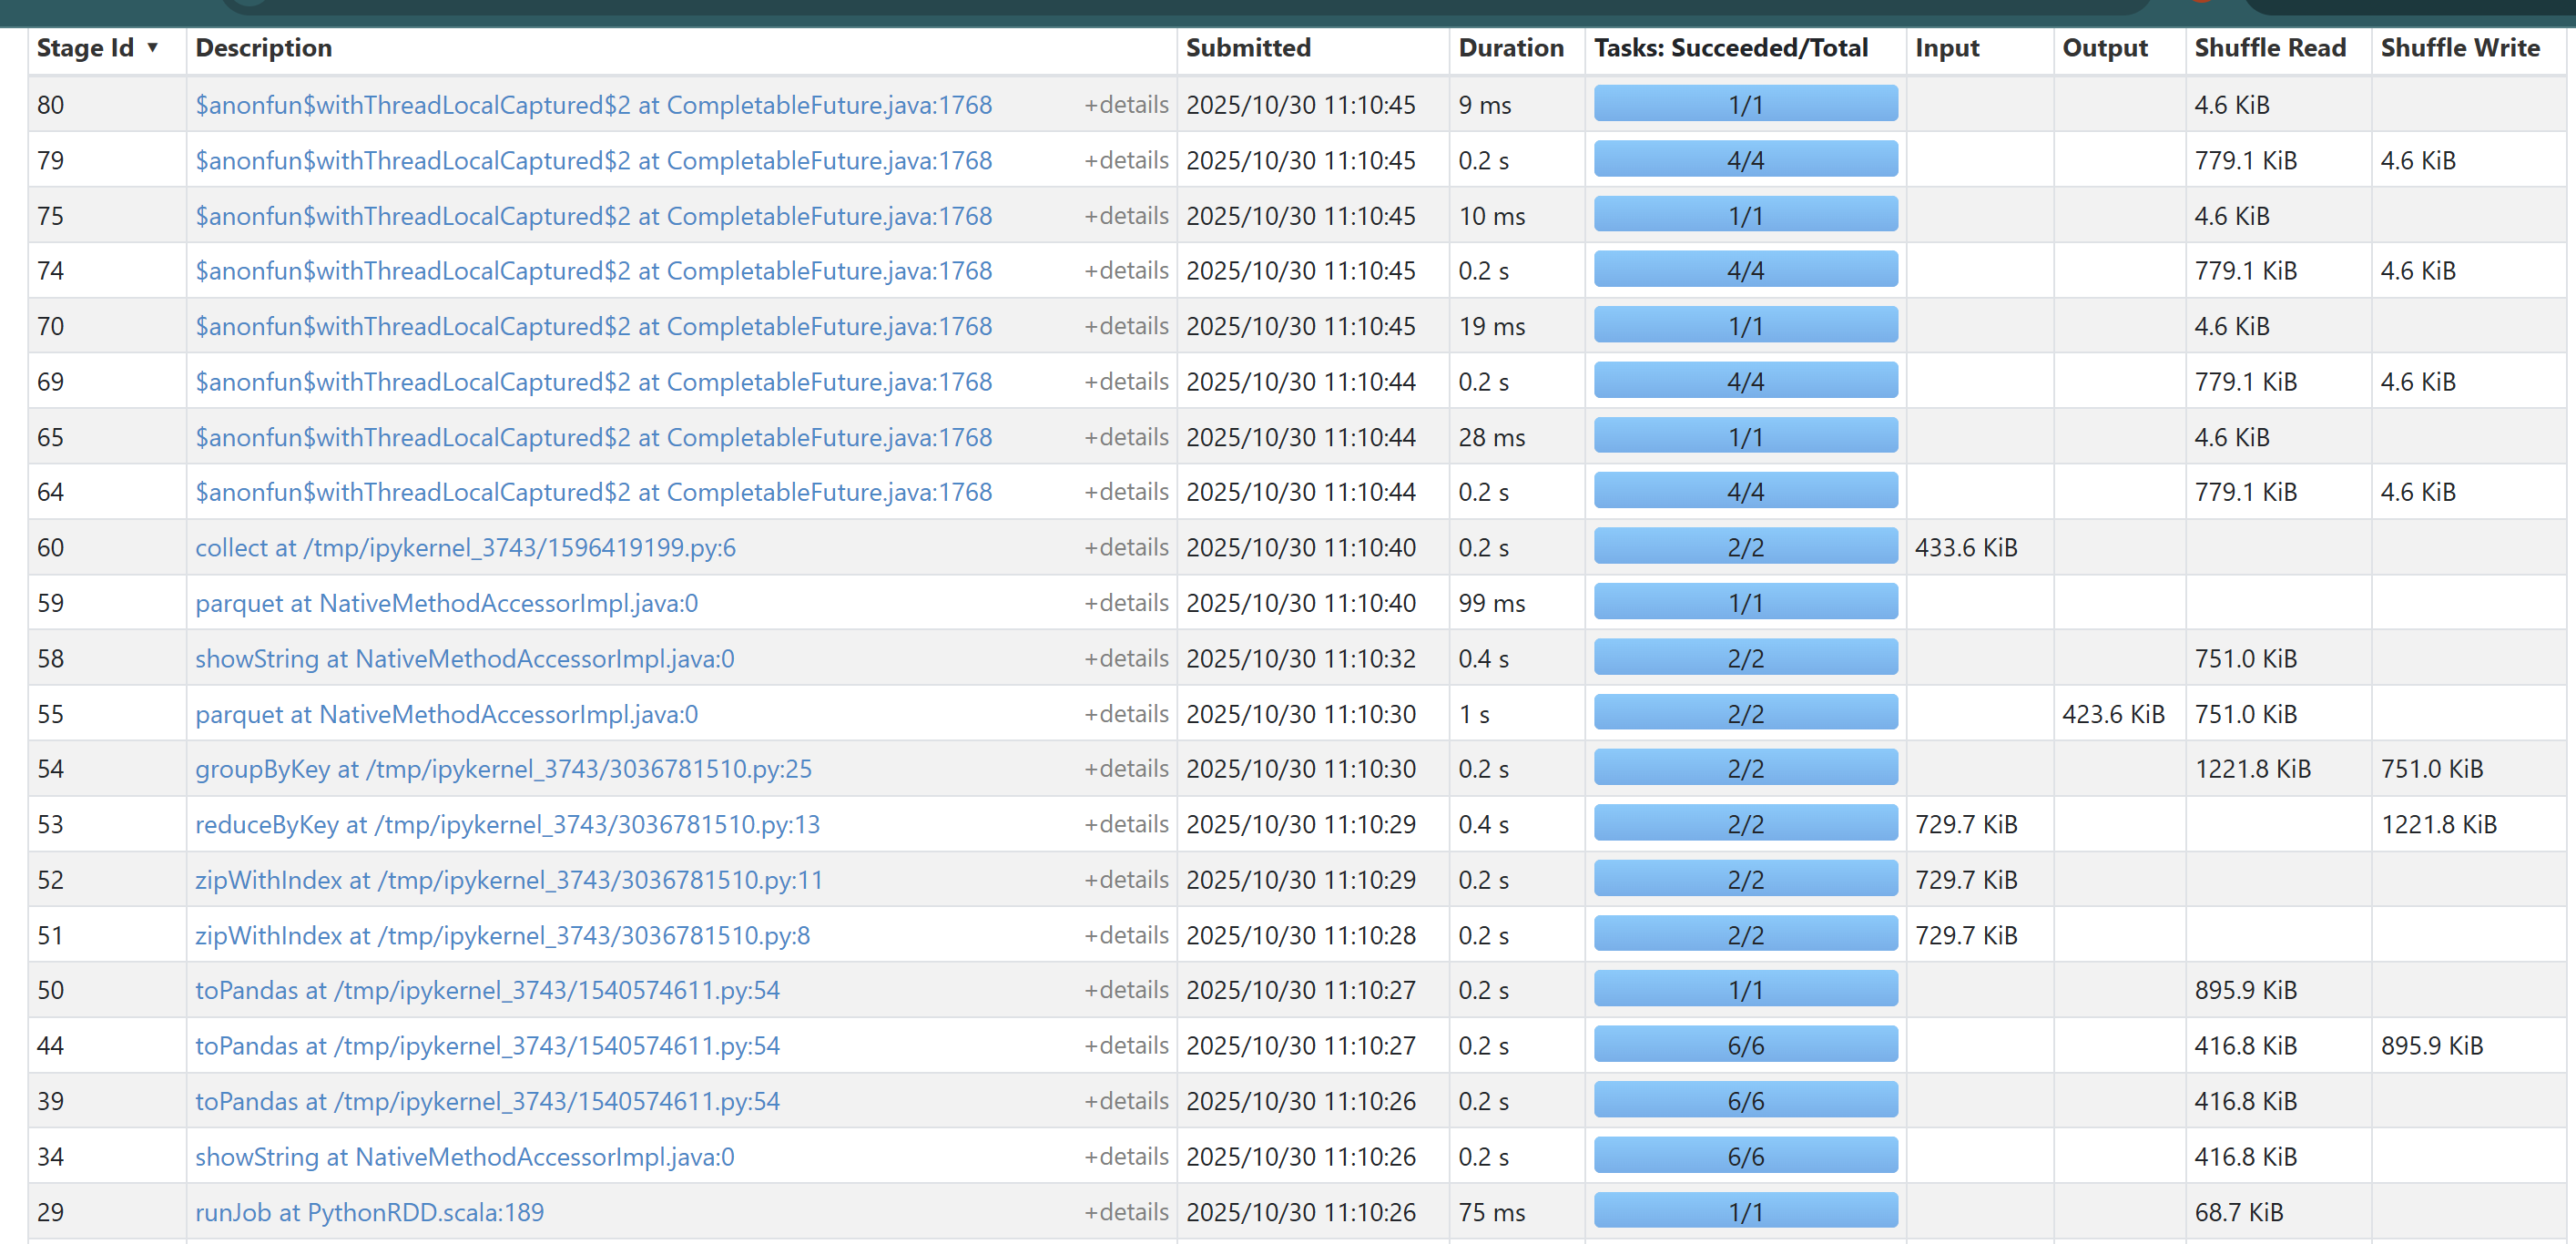 Stage Id ▼ Description Submitted Duration Tasks: Succeeded/Total Input Output Shuffle Read Shuffle Write
80 $anonfun$withThreadLocalCaptured$2 at CompletableFuture.java:1768 +details 2025/10/30 11:10:45 9 ms 1/1 4.6 KiB
79 $anonfun$withThreadLocalCaptured$2 at CompletableFuture.java:1768 +details 2025/10/30 11:10:45 0.2 s 4/4 779.1 KiB 4.6 KiB
75 $anonfun$withThreadLocalCaptured$2 at CompletableFuture.java:1768 +details 2025/10/30 11:10:45 10 ms 1/1 4.6 KiB
74 $anonfun$withThreadLocalCaptured$2 at CompletableFuture.java:1768 +details 2025/10/30 11:10:45 0.2 s 4/4 779.1 KiB 4.6 KiB
70 $anonfun$withThreadLocalCaptured$2 at CompletableFuture.java:1768 +details 2025/10/30 11:10:45 19 ms 1/1 4.6 KiB
69 $anonfun$withThreadLocalCaptured$2 at CompletableFuture.java:1768 +details 2025/10/30 11:10:44 0.2 s 4/4 779.1 KiB 4.6 KiB
65 $anonfun$withThreadLocalCaptured$2 at CompletableFuture.java:1768 +details 2025/10/30 11:10:44 28 ms 1/1 4.6 KiB
64 $anonfun$withThreadLocalCaptured$2 at CompletableFuture.java:1768 +details 2025/10/30 11:10:44 0.2 s 4/4 779.1 KiB 4.6 KiB
60 collect at /tmp/ipykernel_3743/1596419199.py:6 +details 2025/10/30 11:10:40 0.2 s 2/2 433.6 KiB
59 parquet at NativeMethodAccessorImpl.java:0 +details 2025/10/30 11:10:40 99 ms 1/1
58 showString at NativeMethodAccessorImpl.java:0 +details 2025/10/30 11:10:32 0.4 s 2/2 751.0 KiB
55 parquet at NativeMethodAccessorImpl.java:0 +details 2025/10/30 11:10:30 1 s 2/2 423.6 KiB 751.0 KiB
54 groupByKey at /tmp/ipykernel_3743/3036781510.py:25 +details 2025/10/30 11:10:30 0.2 s 2/2 1221.8 KiB 751.0 KiB
53 reduceByKey at /tmp/ipykernel_3743/3036781510.py:13 +details 2025/10/30 11:10:29 0.4 s 2/2 729.7 KiB 1221.8 KiB
52 zipWithIndex at /tmp/ipykernel_3743/3036781510.py:11 +details 2025/10/30 11:10:29 0.2 s 2/2 729.7 KiB
51 zipWithIndex at /tmp/ipykernel_3743/3036781510.py:8 +details 2025/10/30 11:10:28 0.2 s 2/2 729.7 KiB
50 toPandas at /tmp/ipykernel_3743/1540574611.py:54 +details 2025/10/30 11:10:27 0.2 s 1/1 895.9 KiB
44 toPandas at /tmp/ipykernel_3743/1540574611.py:54 +details 2025/10/30 11:10:27 0.2 s 6/6 416.8 KiB 895.9 KiB
39 toPandas at /tmp/ipykernel_3743/1540574611.py:54 +details 2025/10/30 11:10:26 0.2 s 6/6 416.8 KiB
34 showString at NativeMethodAccessorImpl.java:0 +details 2025/10/30 11:10:26 0.2 s 6/6 416.8 KiB
29 runJob at PythonRDD.scala:189 +details 2025/10/30 11:10:26 75 ms 1/1 68.7 KiB